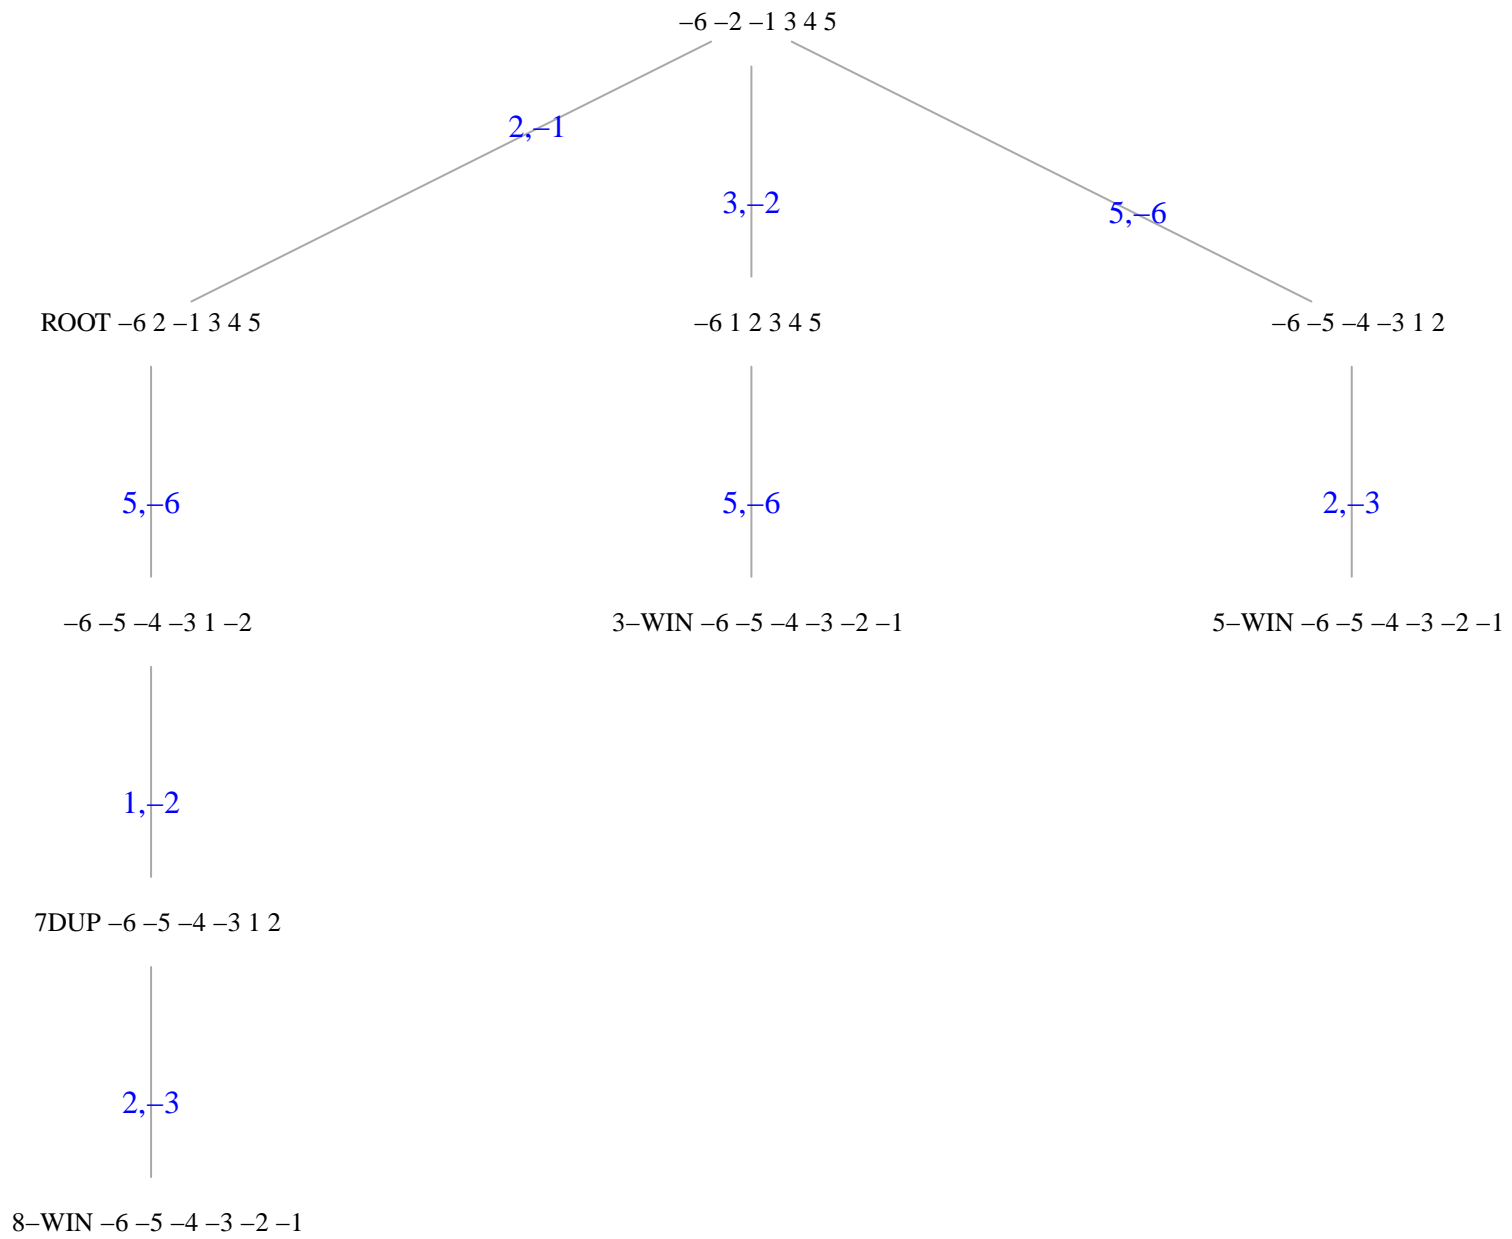 –6 –2 –1 3 4 5
2,–1
3,–2
5,–6
ROOT –6 2 –1 3 4 5
–6 1 2 3 4 5
–6 –5 –4 –3 1 2
5,–6
5,–6
2,–3
–6 –5 –4 –3 1 –2
3–WIN –6 –5 –4 –3 –2 –1
5–WIN –6 –5 –4 –3 –2 –1
1,–2
7DUP –6 –5 –4 –3 1 2
2,–3
8–WIN –6 –5 –4 –3 –2 –1